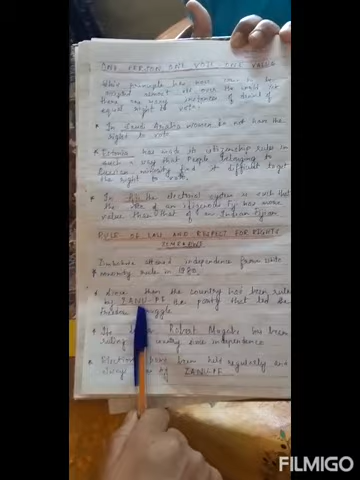 ONE PERSON, ONE VOTE, ONE VALUE
This principle has now come to be
accepted almost all over the world. Yet
there are many instances of denial of
equal right to vote:
* In Saudi Arabia women do not have the
right to vote.
* Estonia has made its citizenship rules in
such a way that People belonging to
Russian minority find it difficult to get
the right to vote.
* In Fiji the electoral system is such that
the vote of an indigenous Fiji has more
value than that of an Indian Fijian
RULE OF LAW AND RESPECT FOR RIGHTS
ZIMBABWE
Zimbabwe attained independence from white
minority rule in 1980.
* Since then the country has been ruled
by ZANU-PF, the party that led the
freedom struggle
* Its Robert Mugabe has been
ruling country since independence.
* Elections have been held regularly and
always by ZANU-PF
FILMIGO